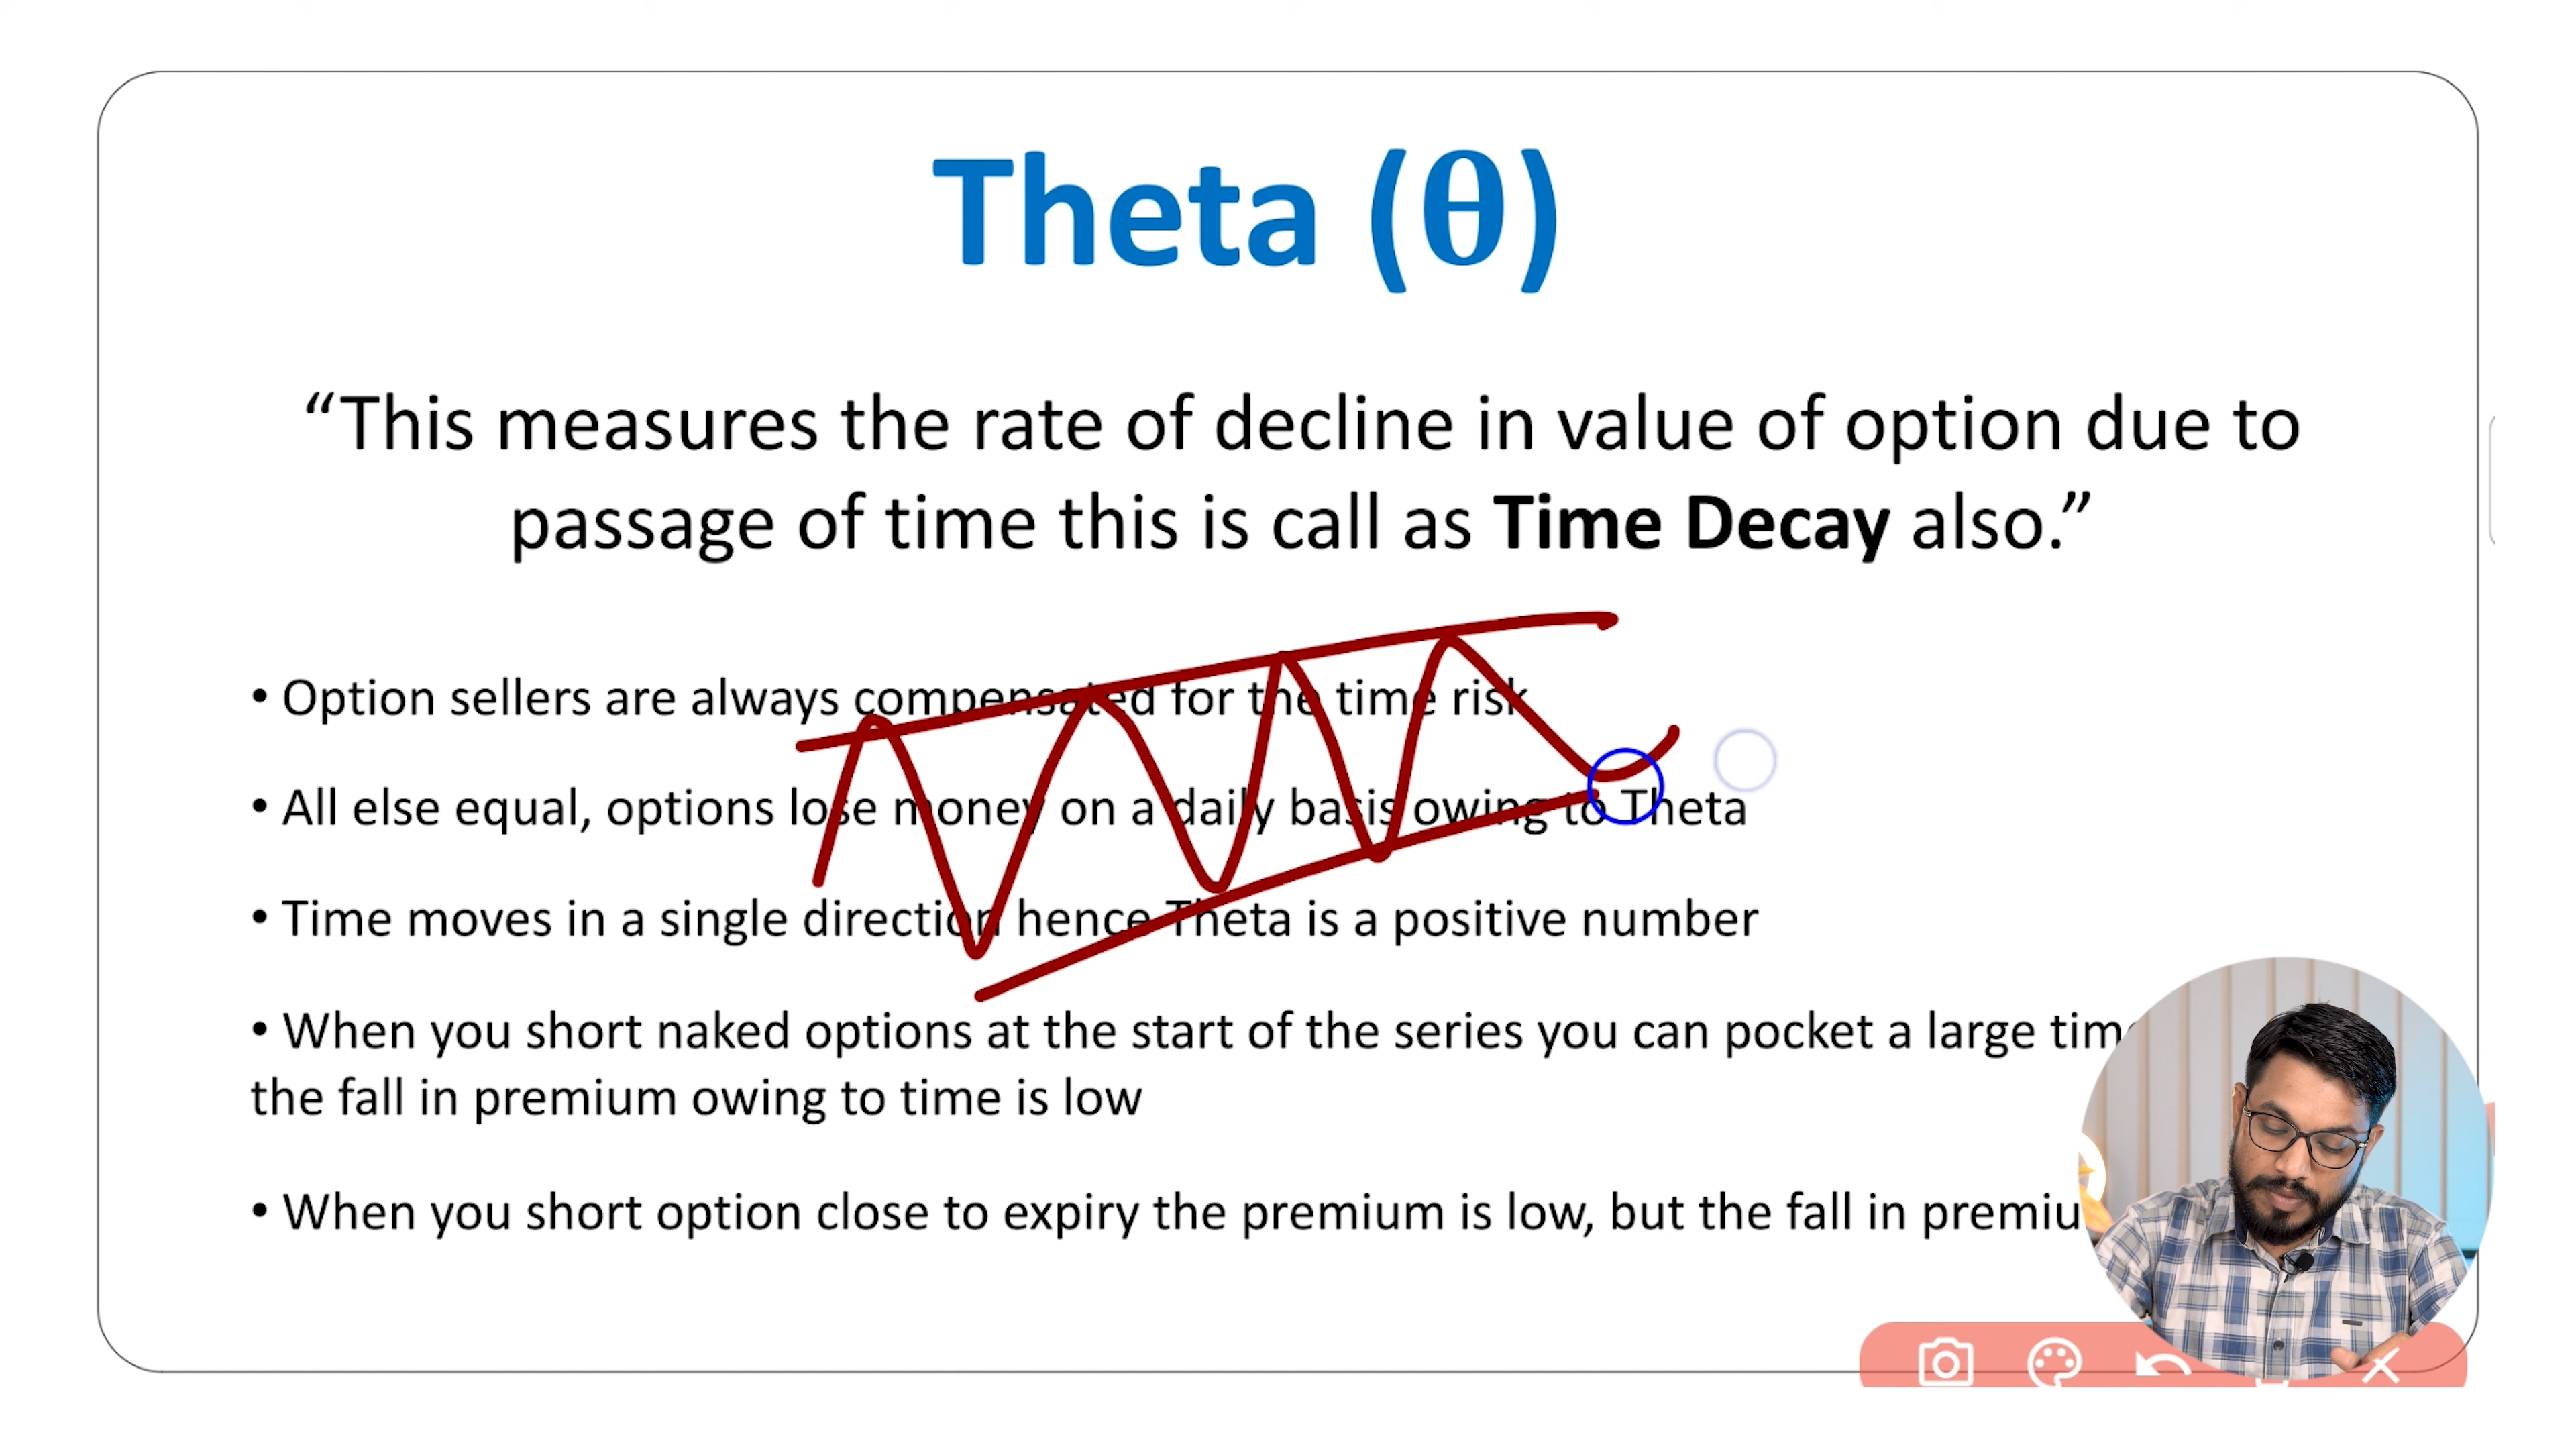 Theta (θ)
“This measures the rate of decline in value of option due to
passage of time this is call as Time Decay also.”
• Option sellers are always compensated for the time risk
• All else equal, options lose money on a daily basis owing to Theta
• Time moves in a single direction hence Theta is a positive number
• When you short naked options at the start of the series you can pocket a large
the fall in premium owing to time is low
• When you short option close to expiry the premium is low, but the fall in